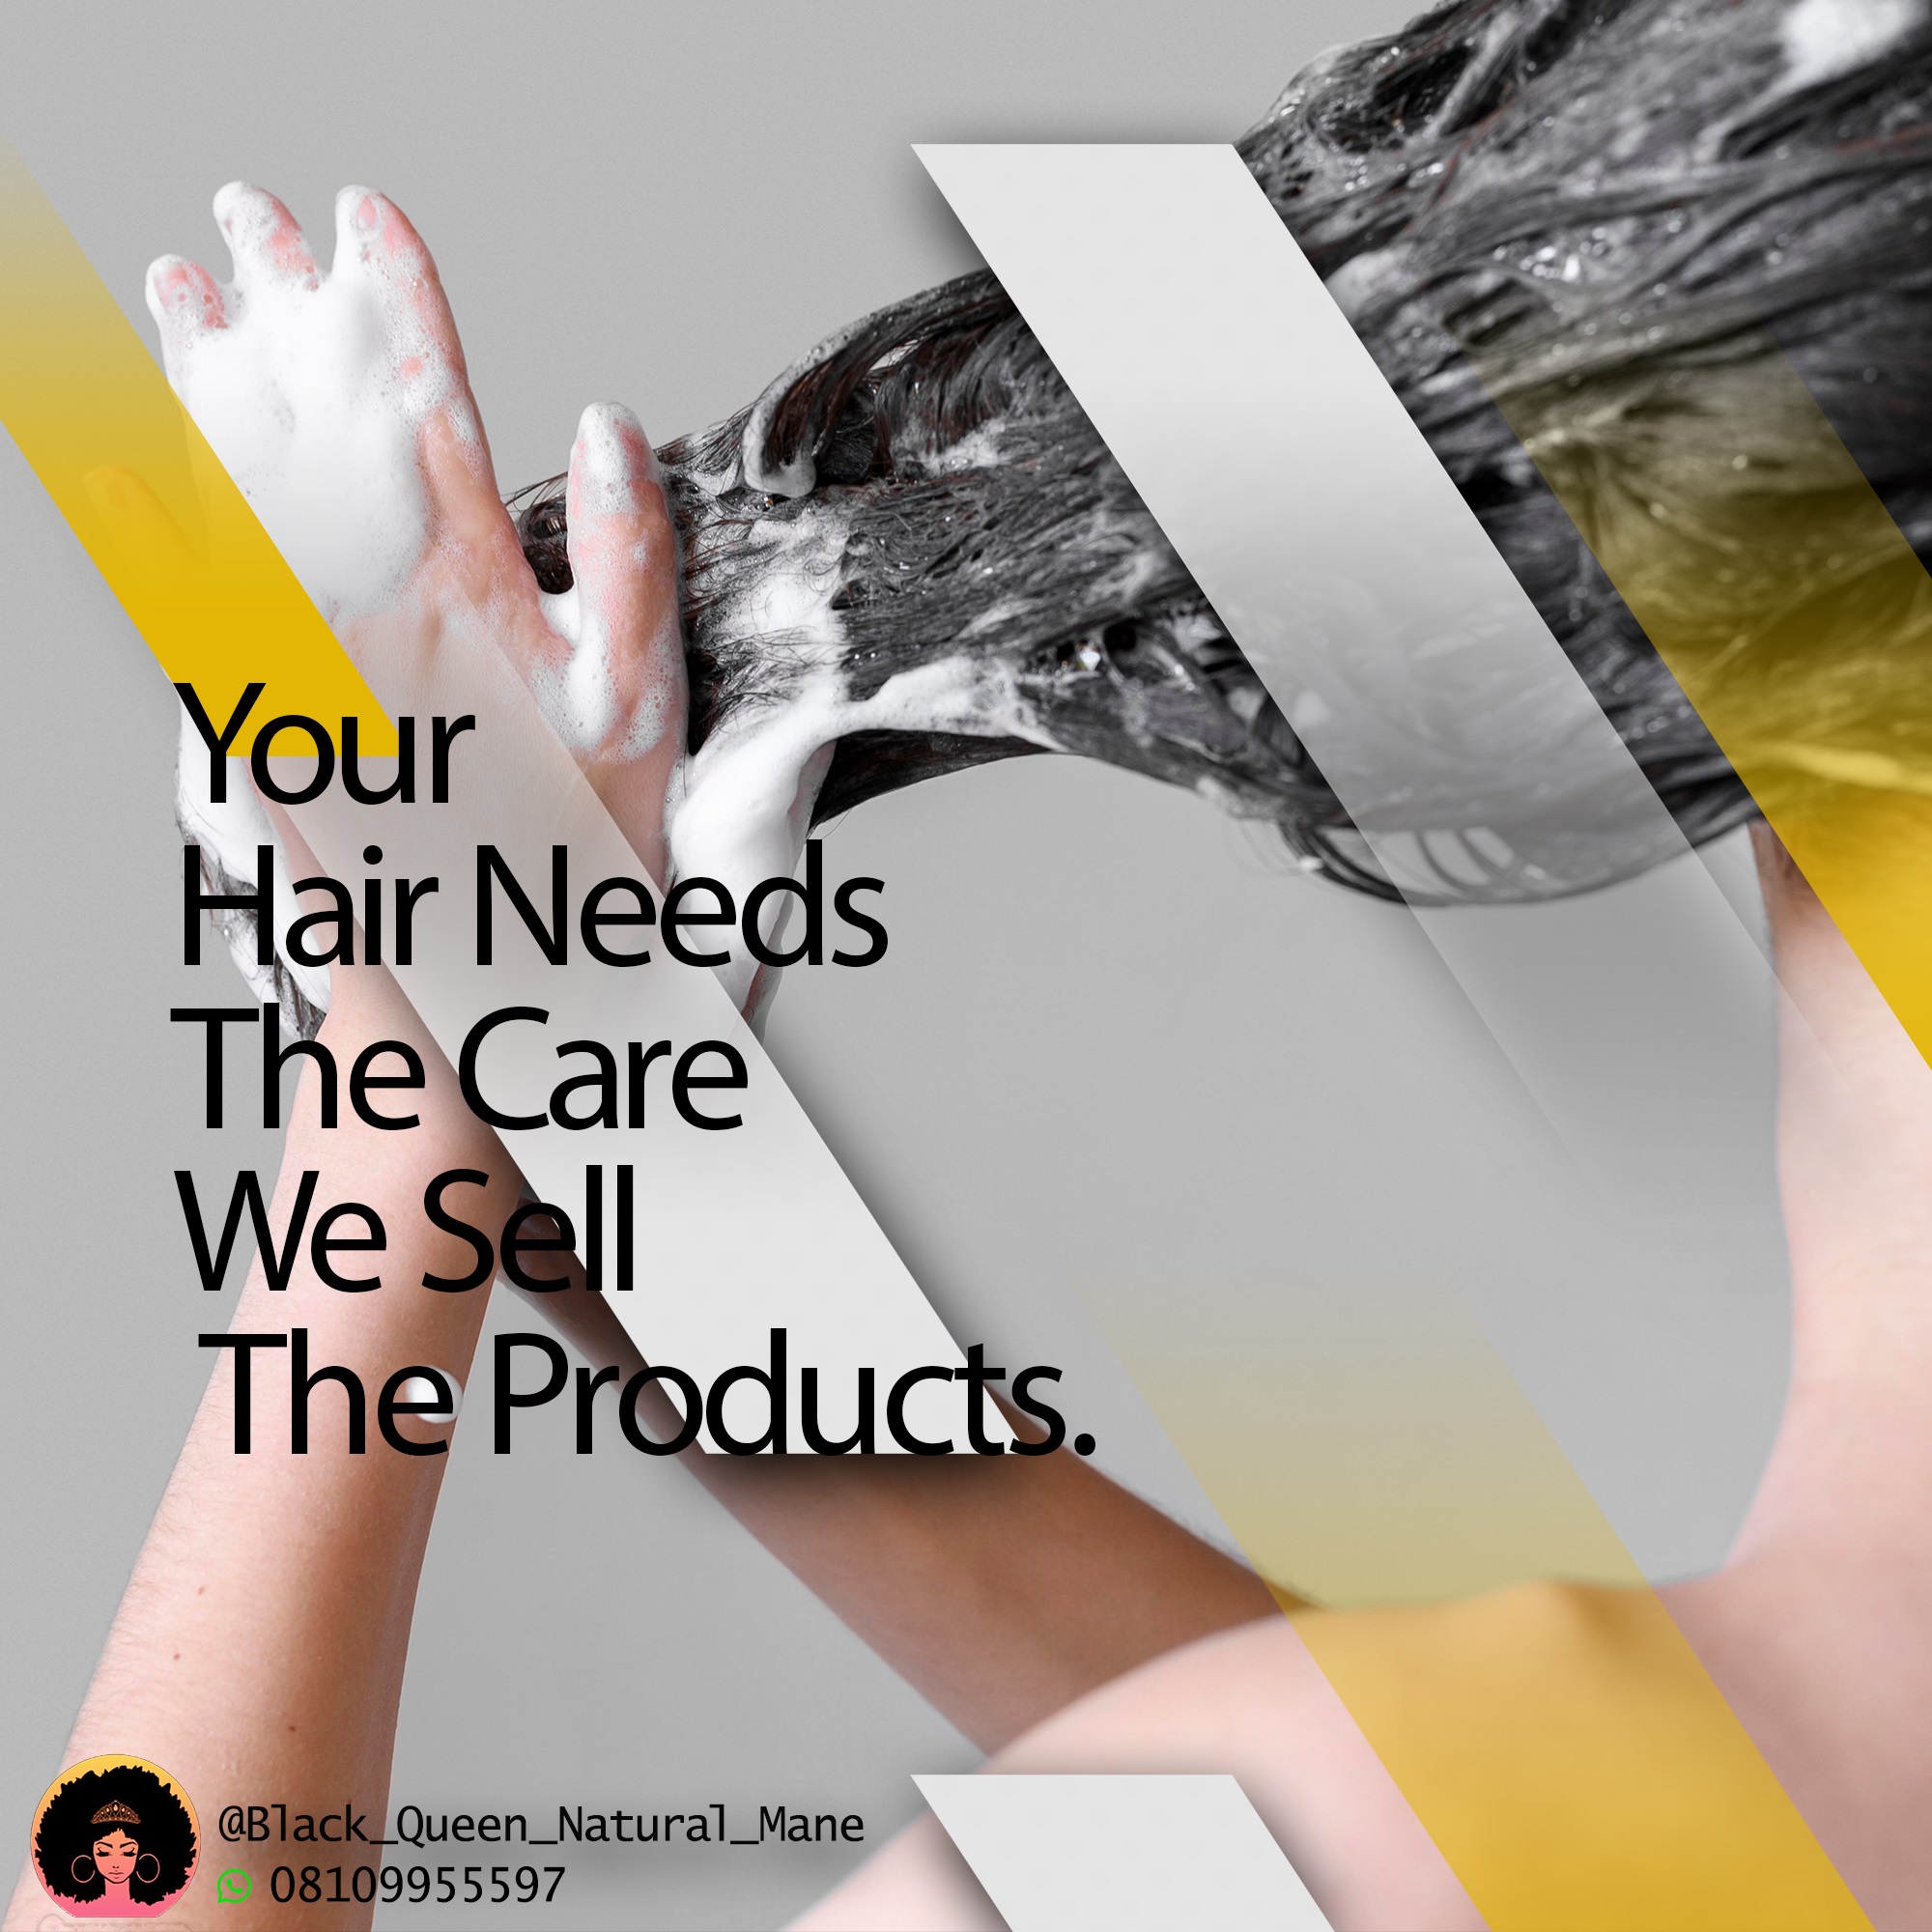 Your
Hair Needs
The Care
We Sell
The Products.
@Black_Queen_Natural_Mane
08109955597